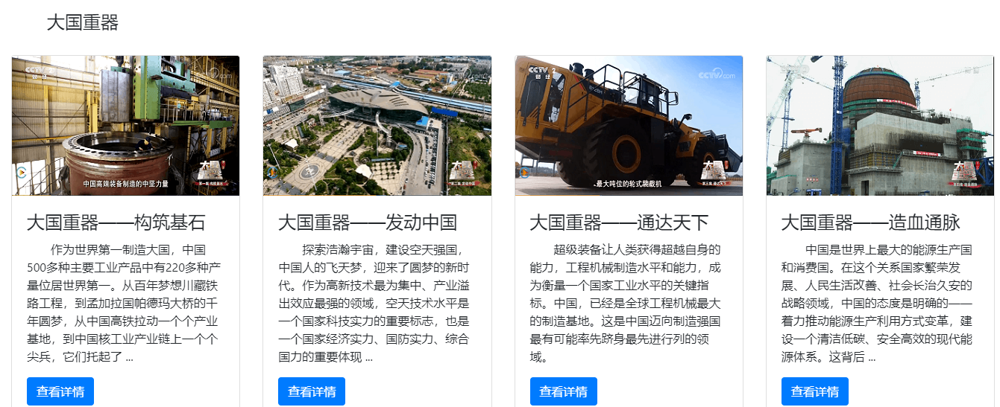 大国重器
CCTV 2
财经
中国高端装备制造的中坚力量
第一集 构筑基石
CCTV 2
财经
CCTV.com
最大吨位的轮式装载机
大国重器——构筑基石
作为世界第一制造大国，中国
500多种主要工业产品中有220多种产
量位居世界第一。从百年梦想川藏铁
路工程，到孟加拉国帕德玛大桥的千
年圆梦，从中国高铁拉动一个个产业
基地，到中国核工业产业链上一个个
尖兵，它们托起了 ...
查看详情
大国重器——发动中国
探索浩瀚宇宙，建设空天强国，
中国人的飞天梦，迎来了圆梦的新时
代。作为高新技术最为集中、产业溢
出效应最强的领域，空天技术水平是
一个国家科技实力的重要标志，也是
一个国家经济实力、国防实力、综合
国力的重要体现 ...
查看详情
大国重器——通达天下
超级装备让人类获得超越自身的
能力，工程机械制造水平和能力，成
为衡量一个国家工业水平的关键指
标。中国，已经是全球工程机械最大
的制造基地。这是中国迈向制造强国
最有可能率先跻身最先进行列的领
域。
查看详情
大国重器——造血通脉
中国是世界上最大的能源生产国
和消费国。在这个关系国家繁荣发
展、人民生活改善、社会长治久安的
战略领域，中国的态度是明确的——
着力推动能源生产利用方式变革，建
设一个清洁低碳、安全高效的现代能
源体系。这背后 ...
查看详情